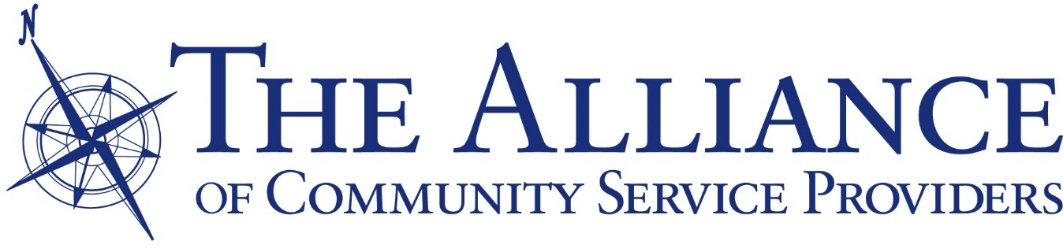 N
THE ALLIANCE
OF COMMUNITY SERVICE PROVIDERS